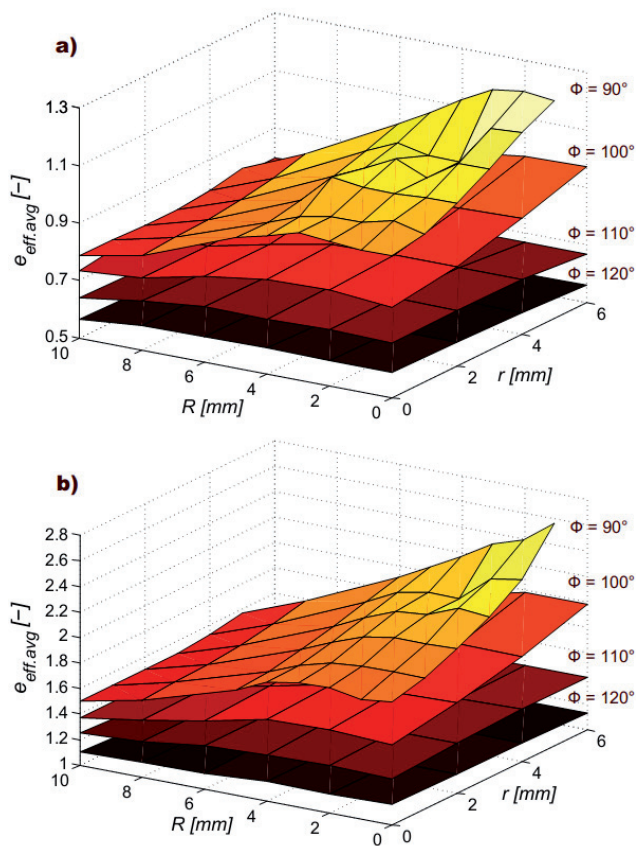 a)
1.3
1.1
0.9
0.7
0.5
e_eff.avg [–]
10
8
6
4
2
0
R [mm]
0
2
4
6
r [mm]
Φ = 90°
Φ = 100°
Φ = 110°
Φ = 120°
b)
2.8
2.6
2.4
2.2
2
1.8
1.6
1.4
1.2
1
e_eff.avg [–]
10
8
6
4
2
0
R [mm]
0
2
4
6
r [mm]
Φ = 90°
Φ = 100°
Φ = 110°
Φ = 120°